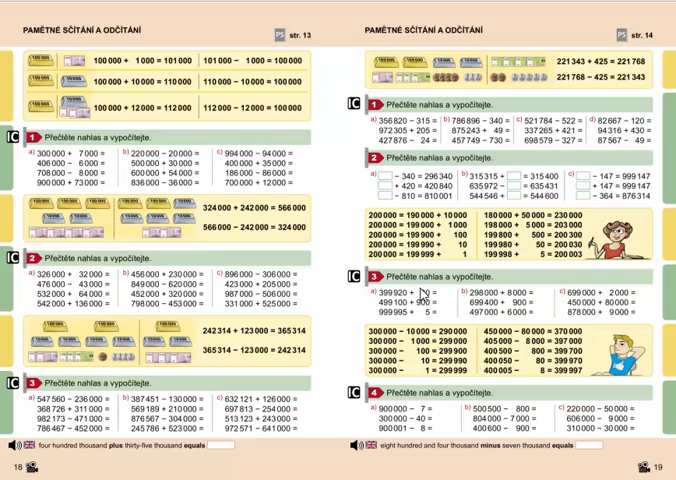 PAMĚTNÉ SČÍTÁNÍ A ODČÍTÁNÍ
PS str. 13
100 000 + 1 000 = 101 000 101 000 − 1 000 = 100 000
100 000 + 10 000 = 110 000 110 000 − 10 000 = 100 000
100 000 + 12 000 = 112 000 112 000 − 12 000 = 100 000
1 Přečtěte nahlas a vypočítejte.
a) 300 000 + 7 000 = b) 220 000 − 20 000 = c) 994 000 − 94 000 =
406 000 − 6 000 = 500 000 + 30 000 = 400 000 + 35 000 =
708 000 − 8 000 = 600 000 + 54 000 = 186 000 − 86 000 =
900 000 + 73 000 = 836 000 − 36 000 = 700 000 + 12 000 =
324 000 + 242 000 = 566 000
566 000 − 242 000 = 324 000
2 Přečtěte nahlas a vypočítejte.
a) 326 000 + 32 000 = b) 456 000 + 230 000 = c) 896 000 − 306 000 =
476 000 − 43 000 = 849 000 − 620 000 = 423 000 + 205 000 =
532 000 + 64 000 = 452 000 + 320 000 = 987 000 − 506 000 =
542 000 + 136 000 = 798 000 − 453 000 = 331 000 + 525 000 =
242 314 + 123 000 = 365 314
365 314 − 123 000 = 242 314
3 Přečtěte nahlas a vypočítejte.
a) 547 560 − 236 000 = b) 387 451 − 130 000 = c) 632 121 + 126 000 =
368 726 + 311 000 = 569 189 + 210 000 = 697 813 − 254 000 =
982 173 − 471 000 = 876 567 − 304 000 = 513 123 + 243 000 =
786 467 − 452 000 = 245 786 + 523 000 = 972 571 − 641 000 =
four hundred thousand plus thirty-five thousand equals
18
PAMĚTNÉ SČÍTÁNÍ A ODČÍTÁNÍ
PS str. 14
221 343 + 425 = 221 768
221 768 − 425 = 221 343
1 Přečtěte nahlas a vypočítejte.
a) 356 820 − 315 = b) 786 896 − 340 = c) 521 784 − 522 = d) 82 667 − 120 =
972 305 + 205 = 875 243 + 49 = 337 265 + 421 = 94 316 + 430 =
427 876 − 24 = 457 749 − 730 = 698 579 − 327 = 87 567 − 49 =
2 Přečtěte nahlas a vypočítejte.
a) − 340 = 296 340 b) 315 315 + = 315 400 c) − 147 = 999 147
+ 420 = 420 840 635 972 − = 635 431 + 147 = 999 147
− 810 = 810 001 544 546 + = 544 600 − 364 = 876 314
200 000 = 190 000 + 10 000 180 000 + 50 000 = 230 000
200 000 = 199 000 + 1 000 198 000 + 5 000 = 203 000
200 000 = 199 900 + 100 199 800 + 500 = 200 300
200 000 = 199 990 + 10 199 980 + 50 = 200 030
200 000 = 199 999 + 1 199 998 + 5 = 200 003
3 Přečtěte nahlas a vypočítejte.
a) 399 920 + = b) 298 000 + 8 000 = c) 699 000 + 2 000 =
499 100 + = 699 400 + 900 = 450 000 + 80 000 =
999 995 + 5 = 497 000 + 6 000 = 878 000 + 9 000 =
300 000 − 10 000 = 290 000 450 000 − 80 000 = 370 000
300 000 − 1 000 = 299 000 405 000 − 8 000 = 397 000
300 000 − 100 = 299 900 400 500 − 800 = 399 700
300 000 − 10 = 299 990 400 050 − 80 = 399 970
300 000 − 1 = 299 999 400 005 − 8 = 399 997
4 Přečtěte nahlas a vypočítejte.
a) 900 000 − 7 = b) 500 500 − 800 = c) 220 000 − 50 000 =
300 000 − 40 = 804 000 − 7 000 = 606 000 − 9 000 =
900 001 − 8 = 400 600 − 900 = 310 000 − 30 000 =
eight hundred and four thousand minus seven thousand equals
19